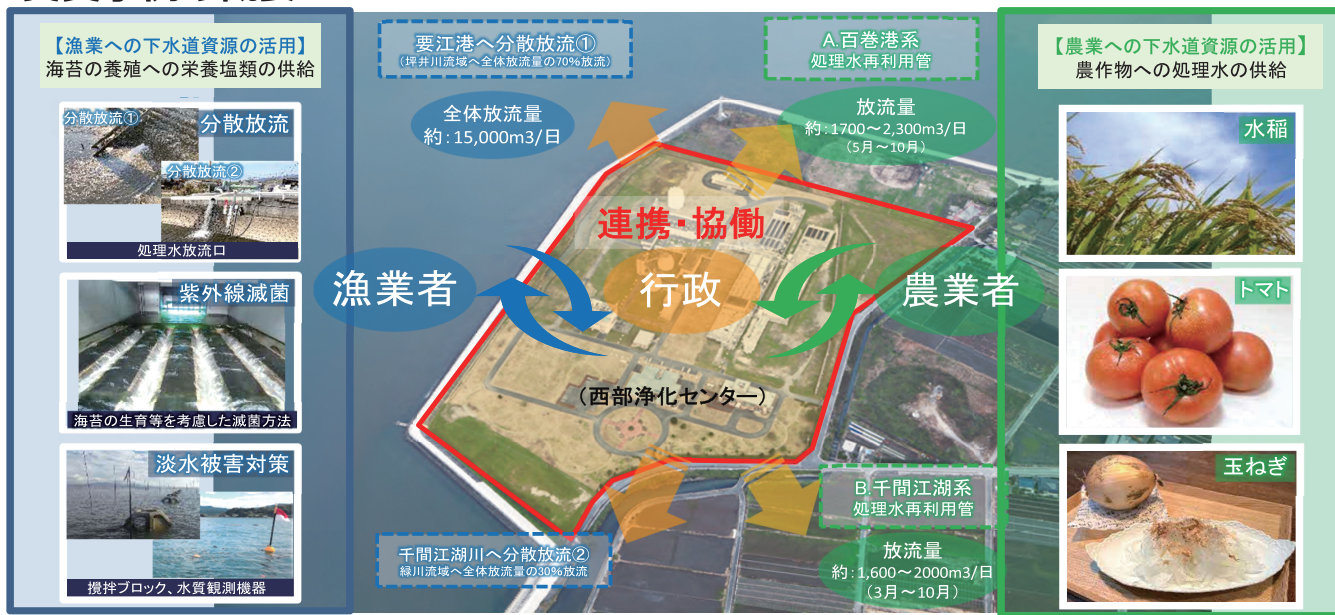 【漁業への下水道資源の活用】
海苔の養殖への栄養塩類の供給
分散放流①
分散放流
分散放流②
処理水放流口
紫外線滅菌
海苔の生育等を考慮した滅菌方法
淡水被害対策
攪拌ブロック、水質観測機器
要江港へ分散放流①
(坪井川流域へ全体放流量の70%放流)
全体放流量
約:15,000m3/日
A.百巻港系
処理水再利用管
放流量
約:1700～2,300m3/日
(5月～10月)
連携・協働
漁業者
行政
農業者
(西部浄化センター)
千間江湖川へ分散放流②
緑川流域へ全体放流量の30%放流
B.千間江湖系
処理水再利用管
放流量
約:1,600～2000m3/日
(3月～10月)
【農業への下水道資源の活用】
農作物への処理水の供給
水稲
トマト
玉ねぎ